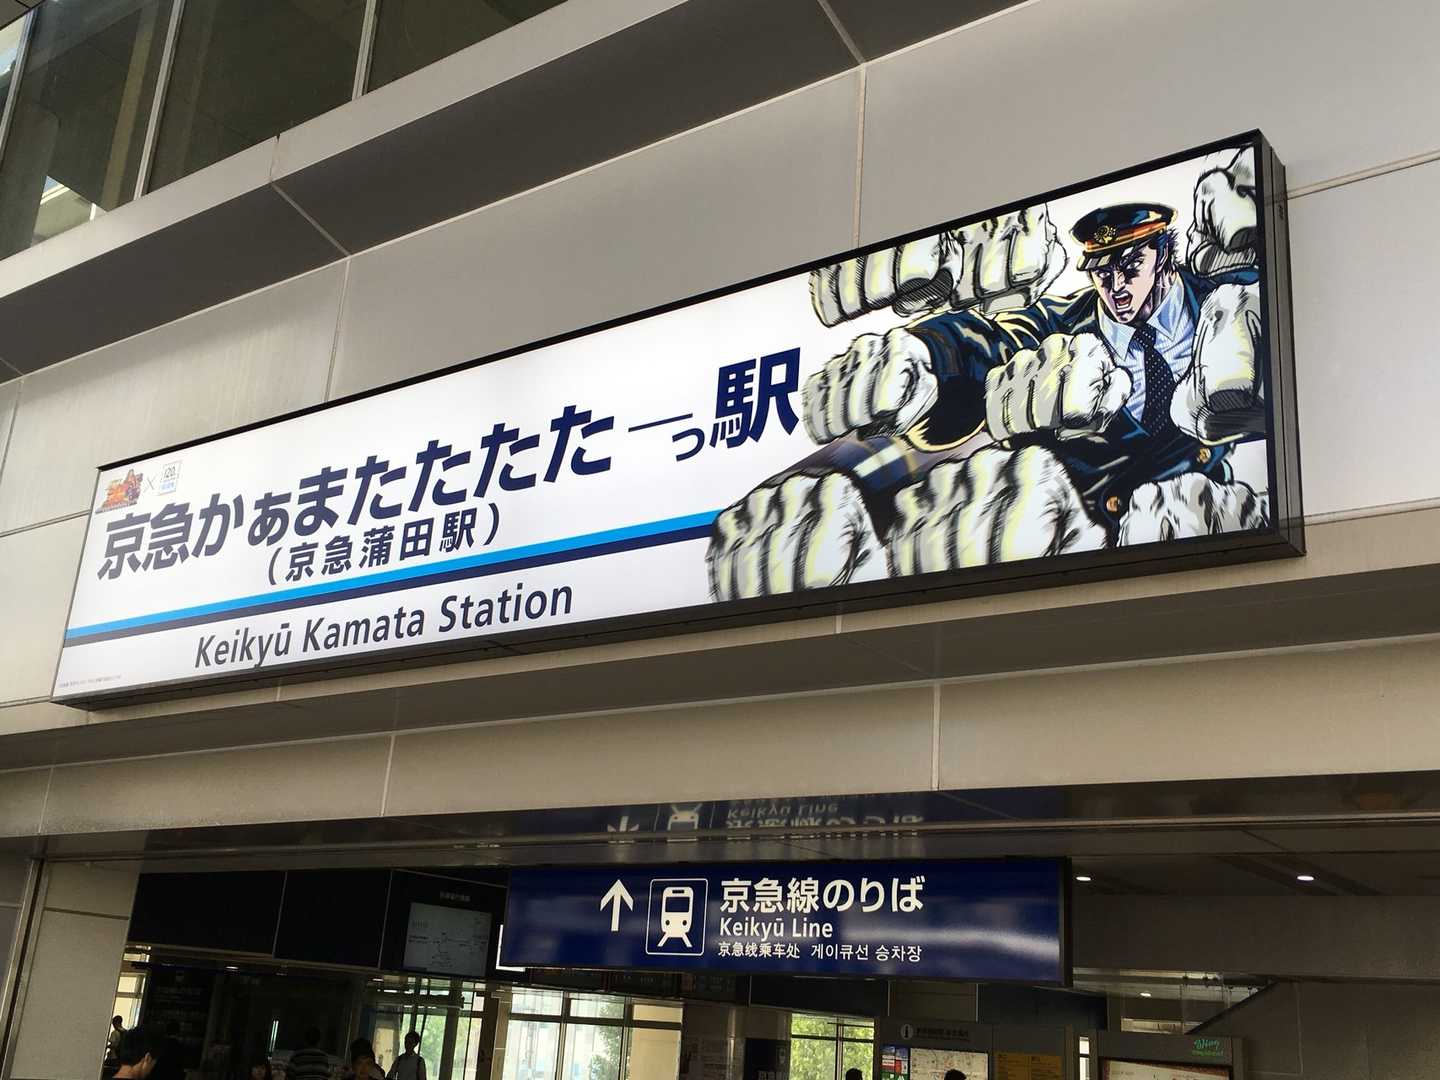 京急かぁまたたたたーっ駅
(京急蒲田駅)
Keikyū Kamata Station
京急線のりば
Keikyū Line
京急线乘车处 게이큐선 승차장